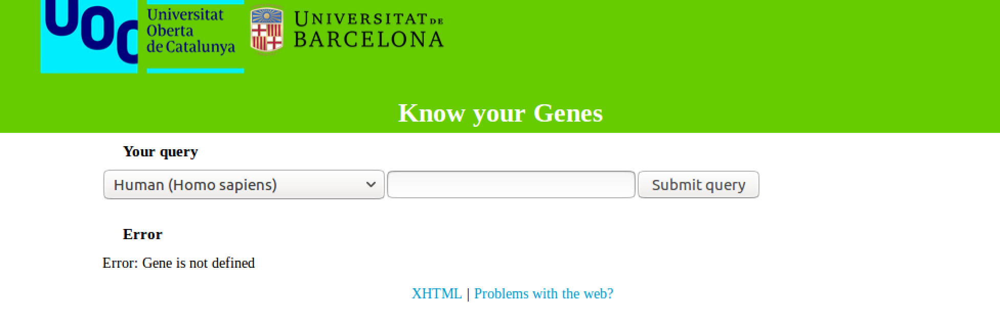 UOC
Universitat
Oberta
de Catalunya
UNIVERSITAT DE
BARCELONA
Know your Genes
Your query
Human (Homo sapiens)
Submit query
Error
Error: Gene is not defined
XHTML | Problems with the web?